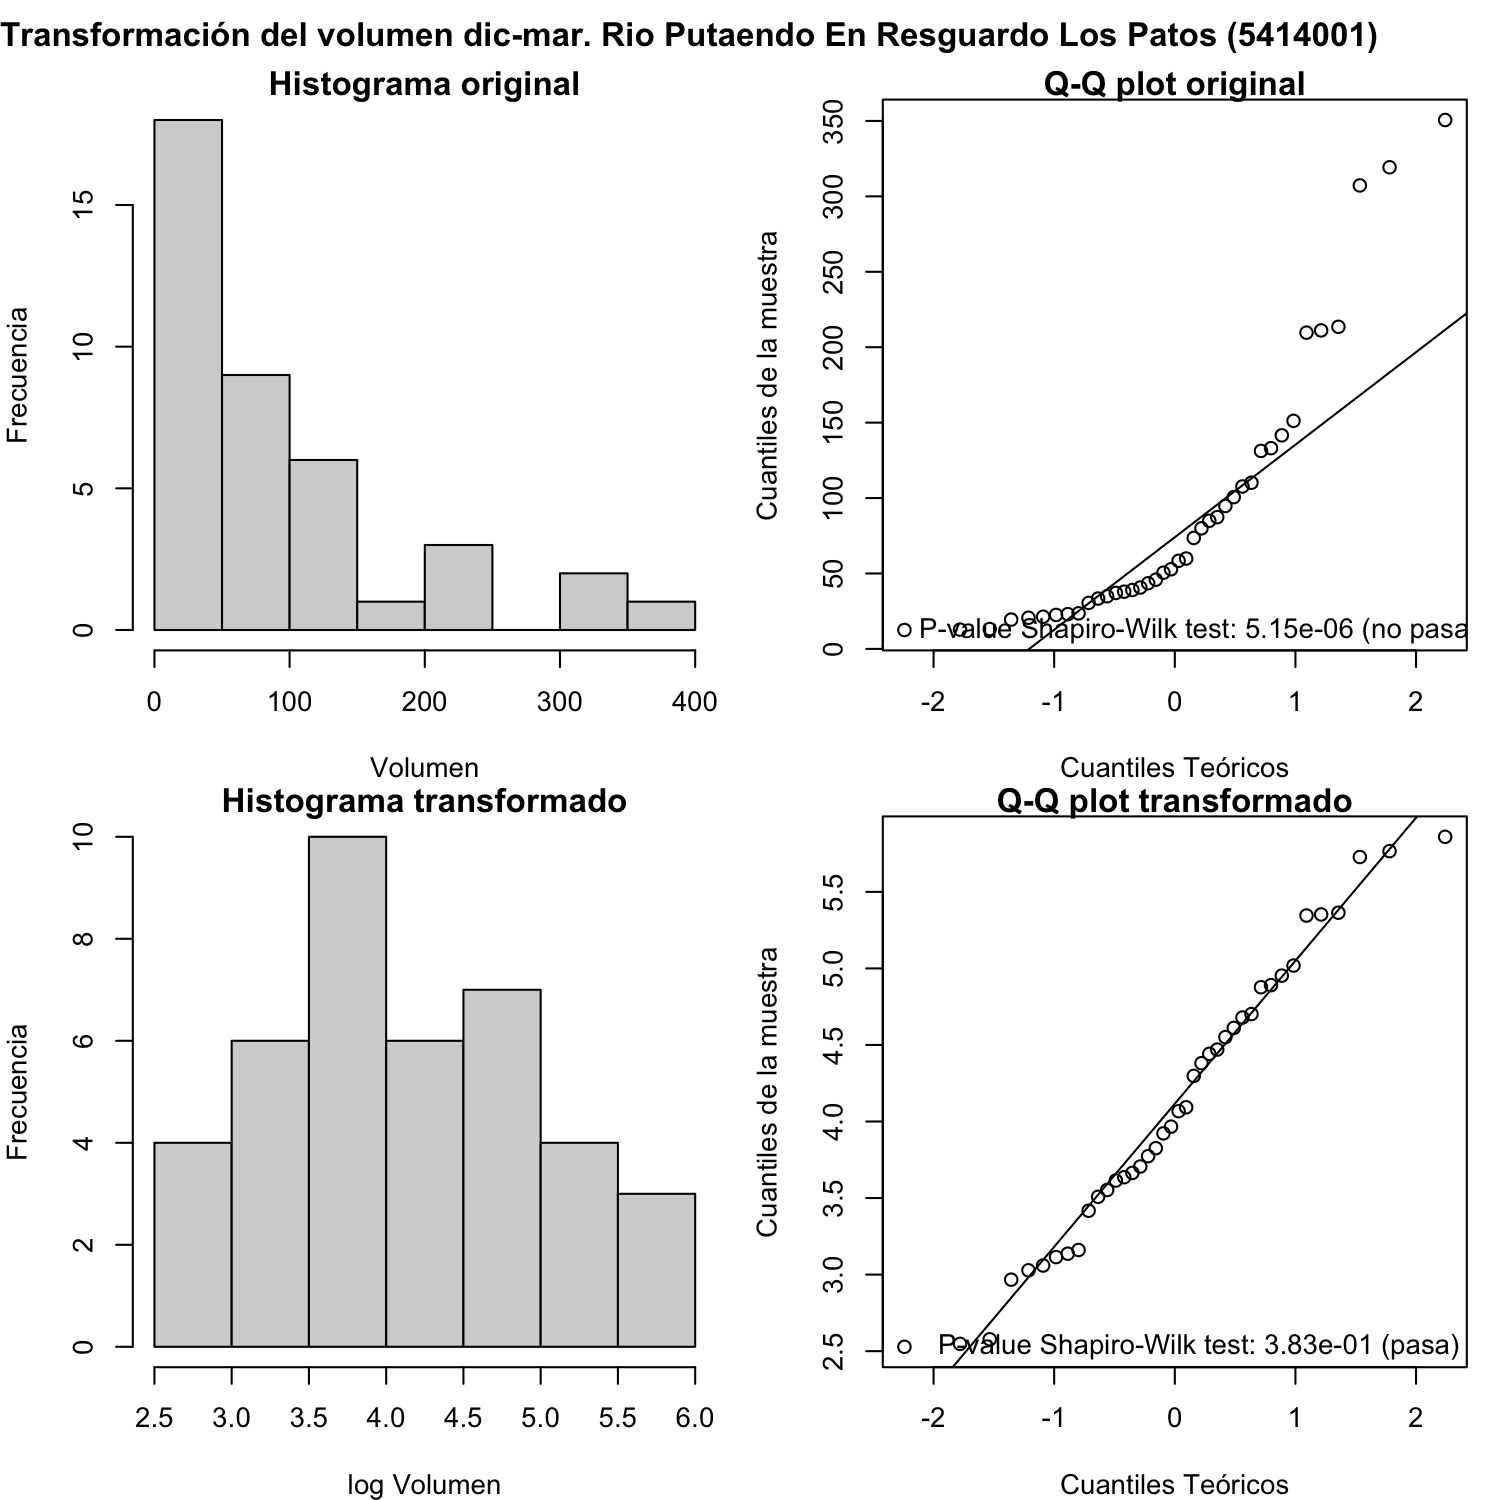 Transformación del volumen dic-mar. Rio Putaendo En Resguardo Los Patos (5414001)
Histograma original
Frecuencia
0 5 10 15
0 100 200 300 400
Volumen
Q-Q plot original
Cuantiles de la muestra
0 50 100 150 200 250 300 350
P-value Shapiro-Wilk test: 5.15e-06 (no pasa
-2 -1 0 1 2
Cuantiles Teóricos
Histograma transformado
Frecuencia
0 2 4 6 8 10
2.5 3.0 3.5 4.0 4.5 5.0 5.5 6.0
log Volumen
Q-Q plot transformado
Cuantiles de la muestra
2.5 3.0 3.5 4.0 4.5 5.0 5.5
P-value Shapiro-Wilk test: 3.83e-01 (pasa)
-2 -1 0 1 2
Cuantiles Teóricos